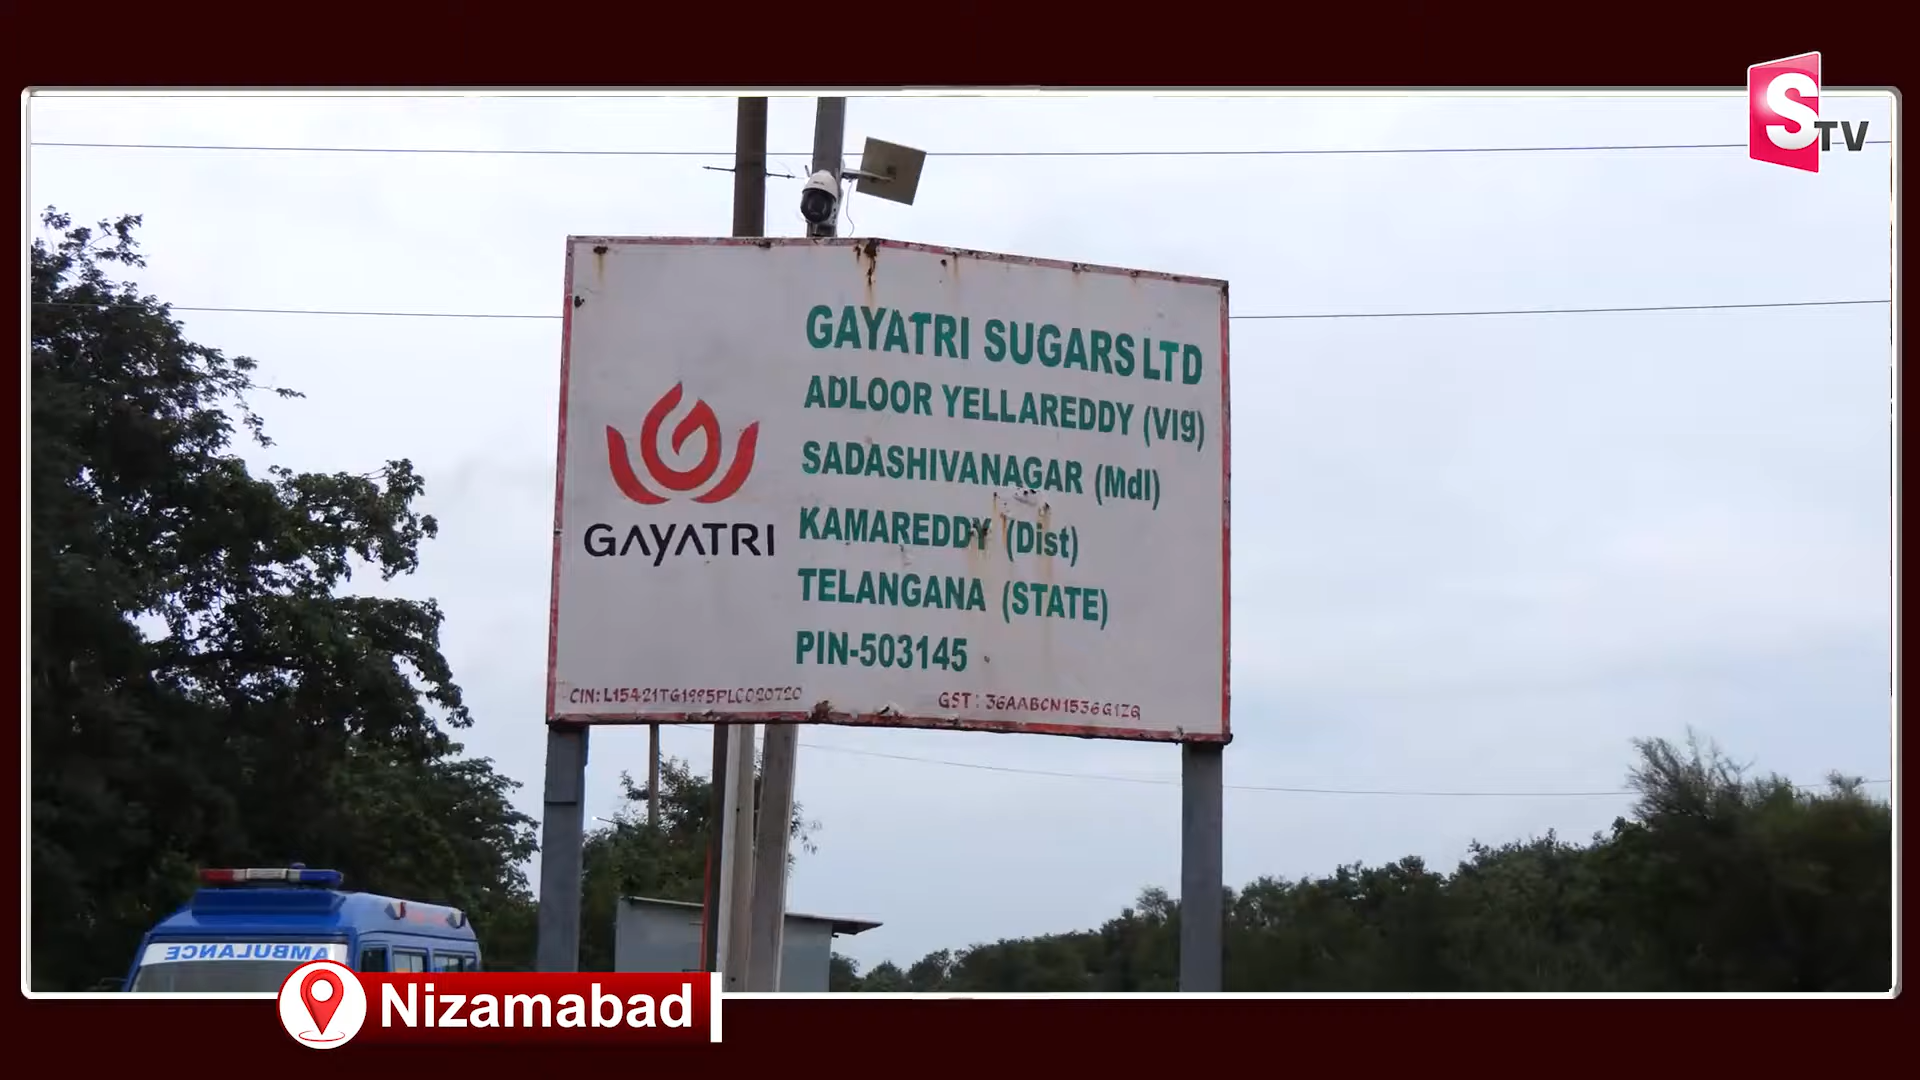 S TV
GAYATRI SUGARS LTD
ADLOOR YELLAREDDY (Vlg)
SADASHIVANAGAR (Mdl)
KAMAREDDY (Dist)
TELANGANA (STATE)
PIN-503145
GAYATRI
CIN: L15421TG1995PLC020720
GST: 36AABCN1536G1ZQ
AMBULANCE
Nizamabad